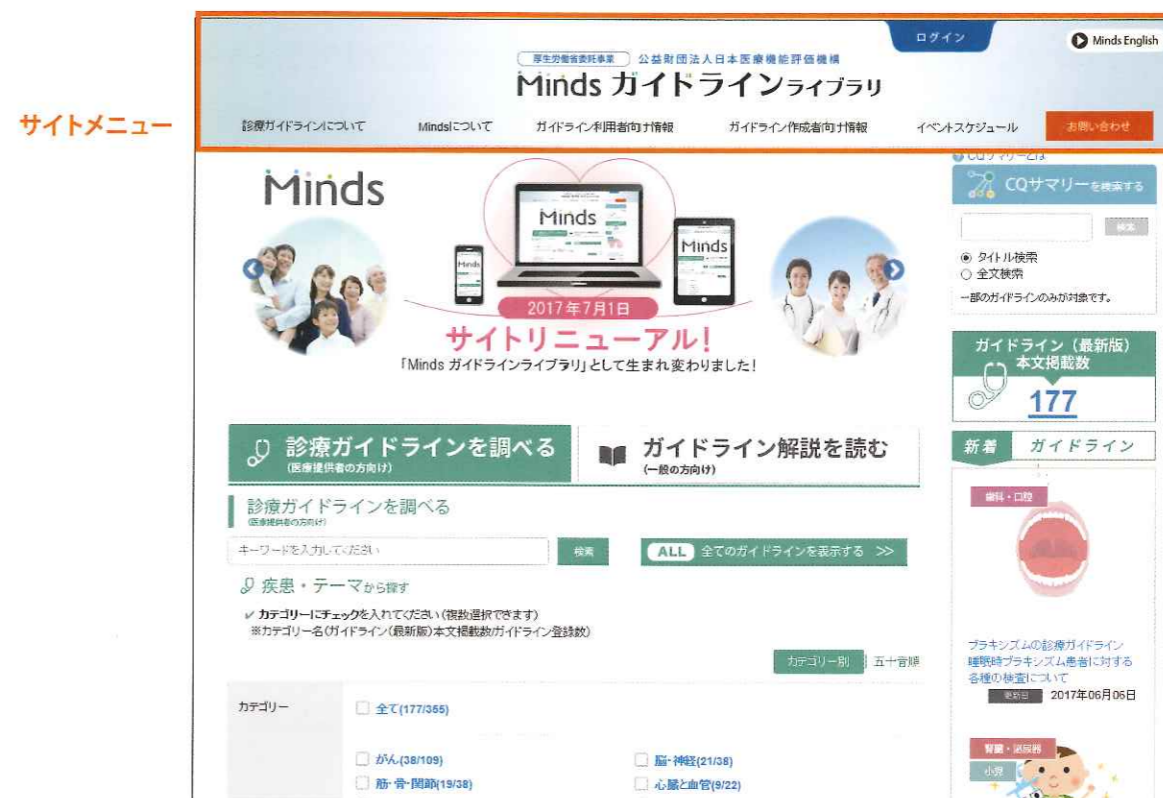 サイトメニュー
ログイン
Minds English
厚生労働省委託事業 公益財団法人日本医療機能評価機構
Minds ガイドラインライブラリ
診療ガイドラインについて Mindsについて ガイドライン利用者向け情報 ガイドライン作成者向け情報 イベントスケジュール お問い合わせ
CQサマリーとは
Minds
Minds
Minds
Minds
2017年7月1日
サイトリニューアル!
「Minds ガイドラインライブラリ」として生まれ変わりました!
CQサマリーを検索する
検索
タイトル検索
全文検索
一部のガイドラインのみが対象です。
ガイドライン（最新版）
本文掲載数
177
診療ガイドラインを調べる
(医療提供者の方向け)
ガイドライン解説を読む
(一般の方向け)
診療ガイドラインを調べる
(医療提供者の方向け)
キーワードを入力してください 検索 ALL 全てのガイドラインを表示する >>
疾患・テーマから探す
✓ カテゴリーにチェックを入れてください(複数選択できます)
※カテゴリー名(ガイドライン(最新版)本文掲載数/ガイドライン登録数)
カテゴリー別 五十音順
カテゴリー 全て(177/355)
がん(38/109) 脳・神経(21/38)
筋・骨・関節(19/38) 心臓と血管(9/22)
新着 ガイドライン
歯科・口腔
ブラキシズムの診療ガイドライン
睡眠時ブラキシズム患者に対する
各種の検査について
更新日 2017年06月06日
腎臓・泌尿器
小児